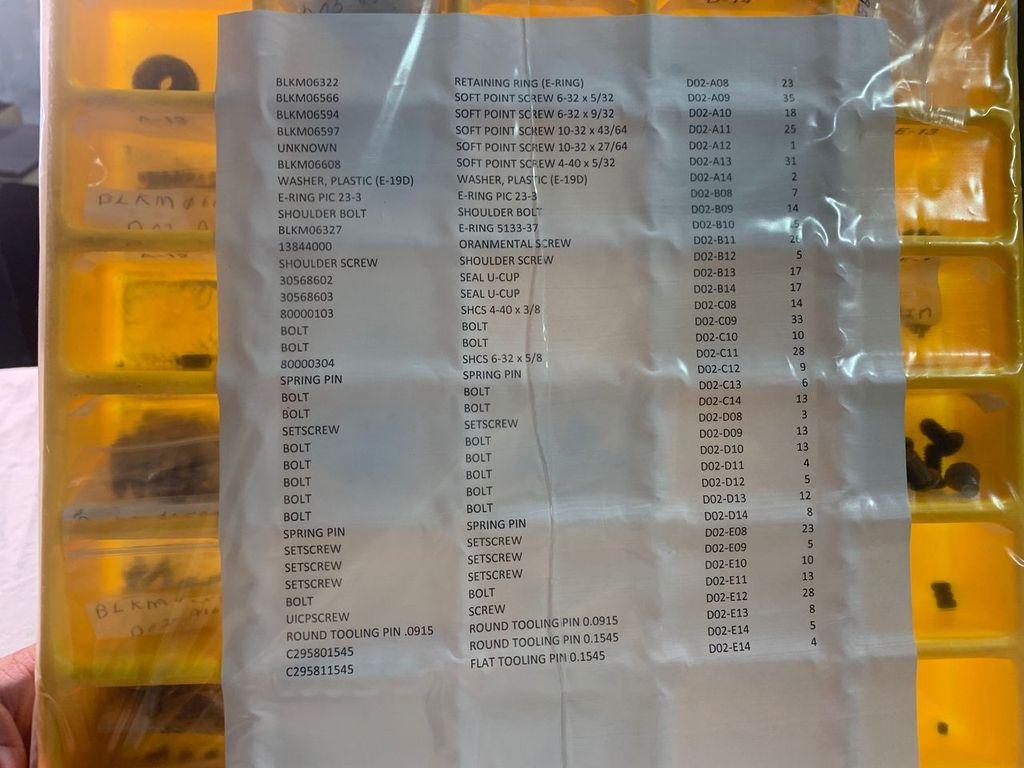 BLKM06322 RETAINING RING (E-RING) D02-A08 23
BLKM06566 SOFT POINT SCREW 6-32 x 5/32 D02-A09 35
BLKM06594 SOFT POINT SCREW 6-32 x 9/32 D02-A10 18
BLKM06597 SOFT POINT SCREW 10-32 x 43/64 D02-A11 25
UNKNOWN SOFT POINT SCREW 10-32 x 27/64 D02-A12 1
BLKM06608 SOFT POINT SCREW 4-40 x 5/32 D02-A13 31
WASHER, PLASTIC (E-19D) WASHER, PLASTIC (E-19D) D02-A14 2
E-RING PIC 23-3 E-RING PIC 23-3 D02-B08 7
SHOULDER BOLT SHOULDER BOLT D02-B09 14
BLKM06327 E-RING 5133-37 D02-B10
13844000 ORANMENTAL SCREW D02-B11
SHOULDER SCREW SHOULDER SCREW D02-B12 5
30568602 SEAL U-CUP D02-B13 17
30568603 SEAL U-CUP D02-B14 17
80000103 SHCS 4-40 x 3/8 D02-C08 14
BOLT BOLT D02-C09 33
BOLT BOLT D02-C10 10
80000304 SHCS 6-32 x 5/8 D02-C11 28
SPRING PIN SPRING PIN D02-C12 9
BOLT BOLT D02-C13 6
BOLT BOLT D02-C14 13
SETSCREW SETSCREW D02-D08 3
BOLT BOLT D02-D09 13
BOLT BOLT D02-D10 13
BOLT BOLT D02-D11 4
BOLT BOLT D02-D12 5
BOLT BOLT D02-D13 12
SPRING PIN SPRING PIN D02-D14 8
SETSCREW SETSCREW D02-E08 23
SETSCREW SETSCREW D02-E09 5
SETSCREW SETSCREW D02-E10 10
BOLT BOLT D02-E11 13
UICPSCREW SCREW D02-E12 28
ROUND TOOLING PIN .0915 ROUND TOOLING PIN 0.0915 D02-E13 8
C295801545 ROUND TOOLING PIN 0.1545 D02-E14 5
C295811545 FLAT TOOLING PIN 0.1545 D02-E14 4
E-13